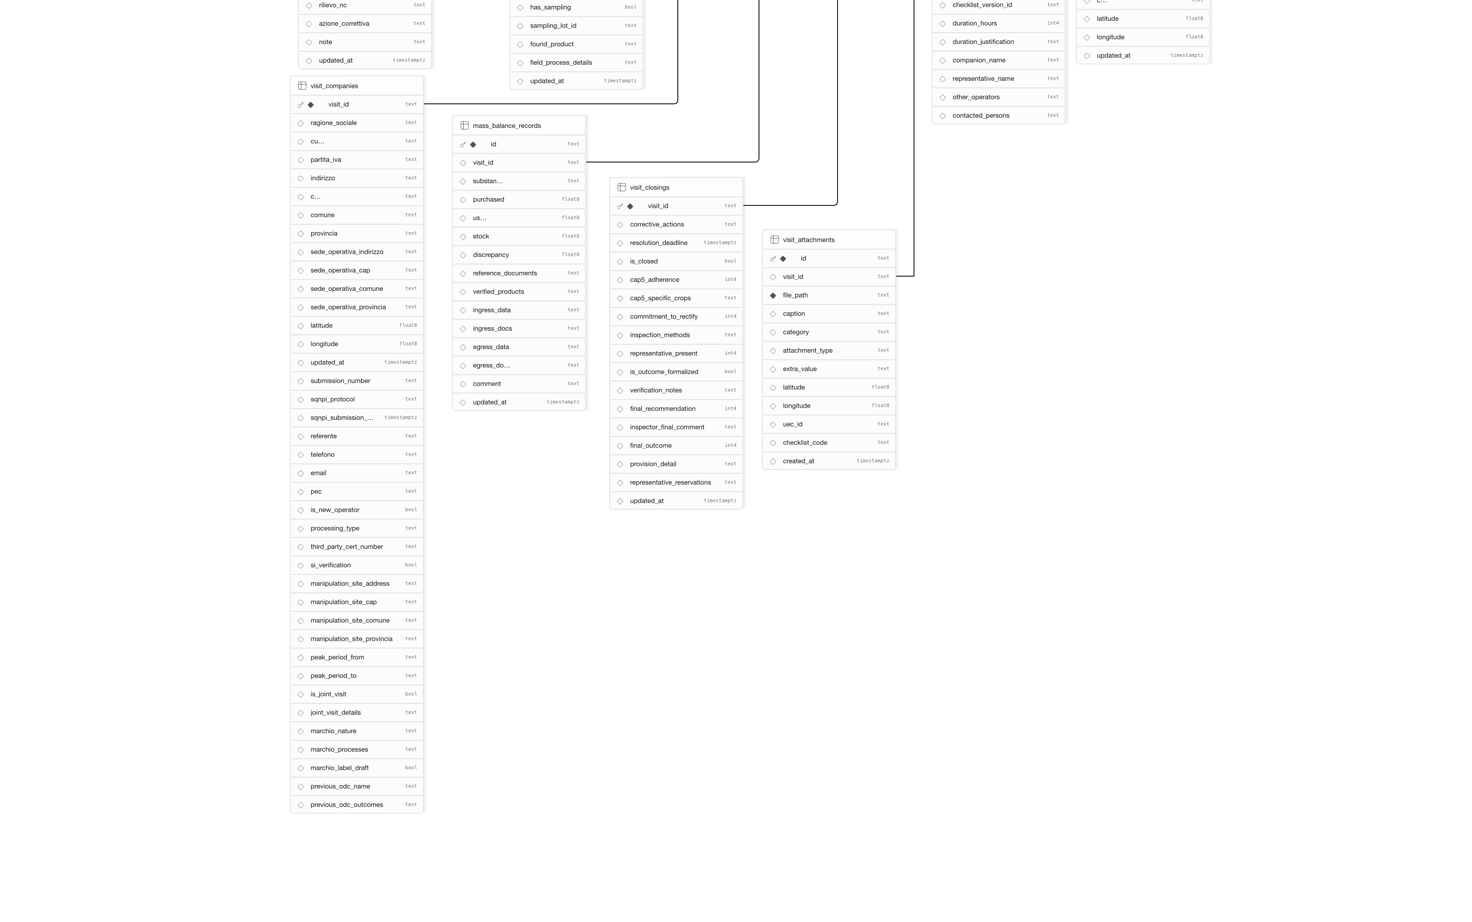 rilievo_nc text
azione_correttiva text
note text
updated_at timestamptz
has_sampling bool
sampling_lot_id text
found_product text
field_process_details text
updated_at timestamptz
checklist_version_id text
duration_hours int4
duration_justification text
companion_name text
representative_name text
other_operators text
contacted_persons text
c... text
latitude float8
longitude float8
updated_at timestamptz
visit_companies
visit_id text
ragione_sociale text
cu... text
partita_iva text
indirizzo text
c... text
comune text
provincia text
sede_operativa_indirizzo text
sede_operativa_cap text
sede_operativa_comune text
sede_operativa_provincia text
latitude float8
longitude float8
updated_at timestamptz
submission_number text
sqnpi_protocol text
sqnpi_submission_... timestamptz
referente text
telefono text
email text
pec text
is_new_operator bool
processing_type text
third_party_cert_number text
si_verification bool
manipulation_site_address text
manipulation_site_cap text
manipulation_site_comune text
manipulation_site_provincia text
peak_period_from text
peak_period_to text
is_joint_visit bool
joint_visit_details text
marchio_nature text
marchio_processes text
marchio_label_draft bool
previous_odc_name text
previous_odc_outcomes text
mass_balance_records
id text
visit_id text
substan... text
purchased float8
us... float8
stock float8
discrepancy float8
reference_documents text
verified_products text
ingress_data text
ingress_docs text
egress_data text
egress_do... text
comment text
updated_at timestamptz
visit_closings
visit_id text
corrective_actions text
resolution_deadline timestamptz
is_closed bool
cap5_adherence int4
cap5_specific_crops text
commitment_to_rectify int4
inspection_methods text
representative_present int4
is_outcome_formalized bool
verification_notes text
final_recommendation int4
inspector_final_comment text
final_outcome int4
provision_detail text
representative_reservations text
updated_at timestamptz
visit_attachments
id text
visit_id text
file_path text
caption text
category text
attachment_type text
extra_value text
latitude float8
longitude float8
uec_id text
checklist_code text
created_at timestamptz